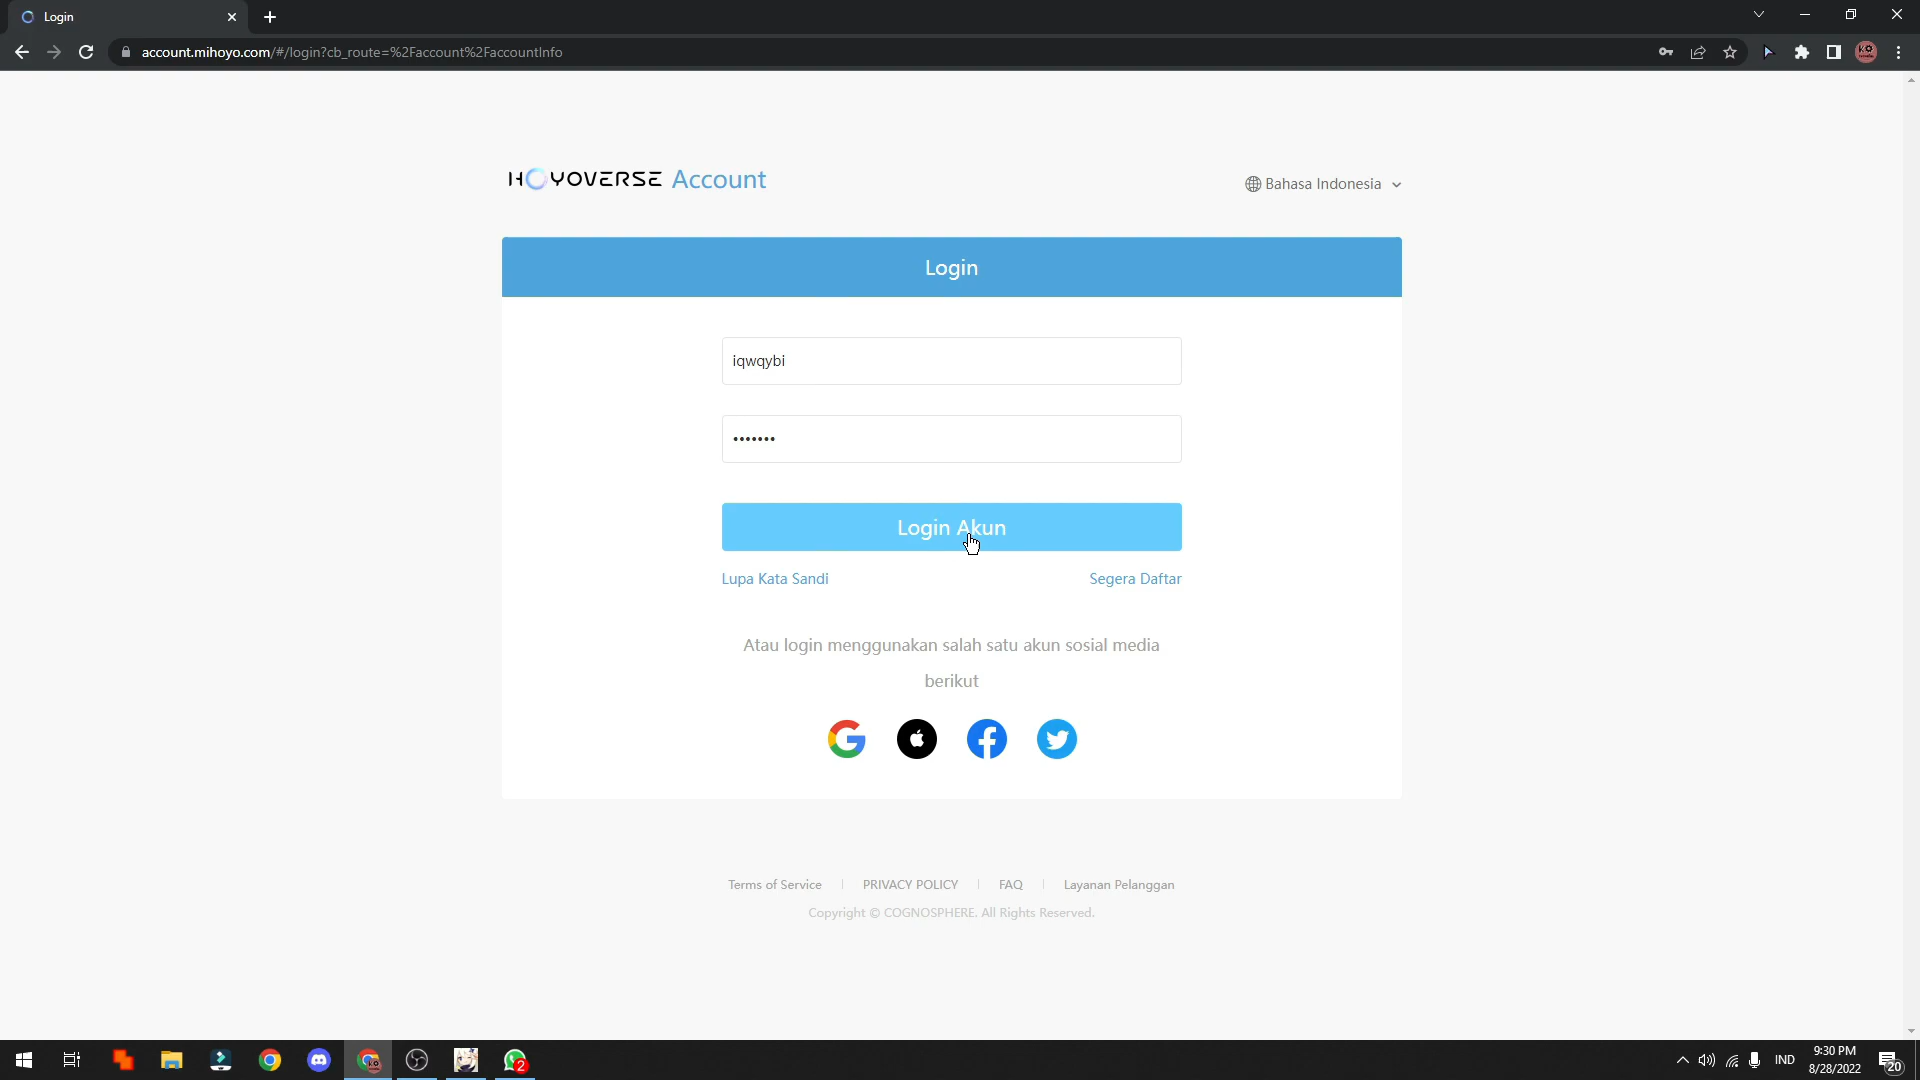 Login
account.mihoyo.com/#/login?cb_route=%2Faccount%2FaccountInfo
HOYOVERSE Account
Bahasa Indonesia
Login
iqwqybi
•••••••
Login Akun
Lupa Kata Sandi
Segera Daftar
Atau login menggunakan salah satu akun sosial media
berikut
Terms of Service
PRIVACY POLICY
FAQ
Layanan Pelanggan
Copyright © COGNOSPHERE. All Rights Reserved.
2
IND
9:30 PM
8/28/2022
20